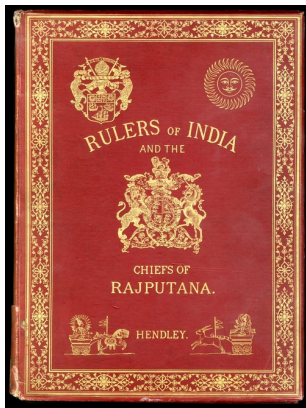 RULERS OF INDIA
AND THE
CHIEFS OF
RAJPUTANA.
HENDLEY.